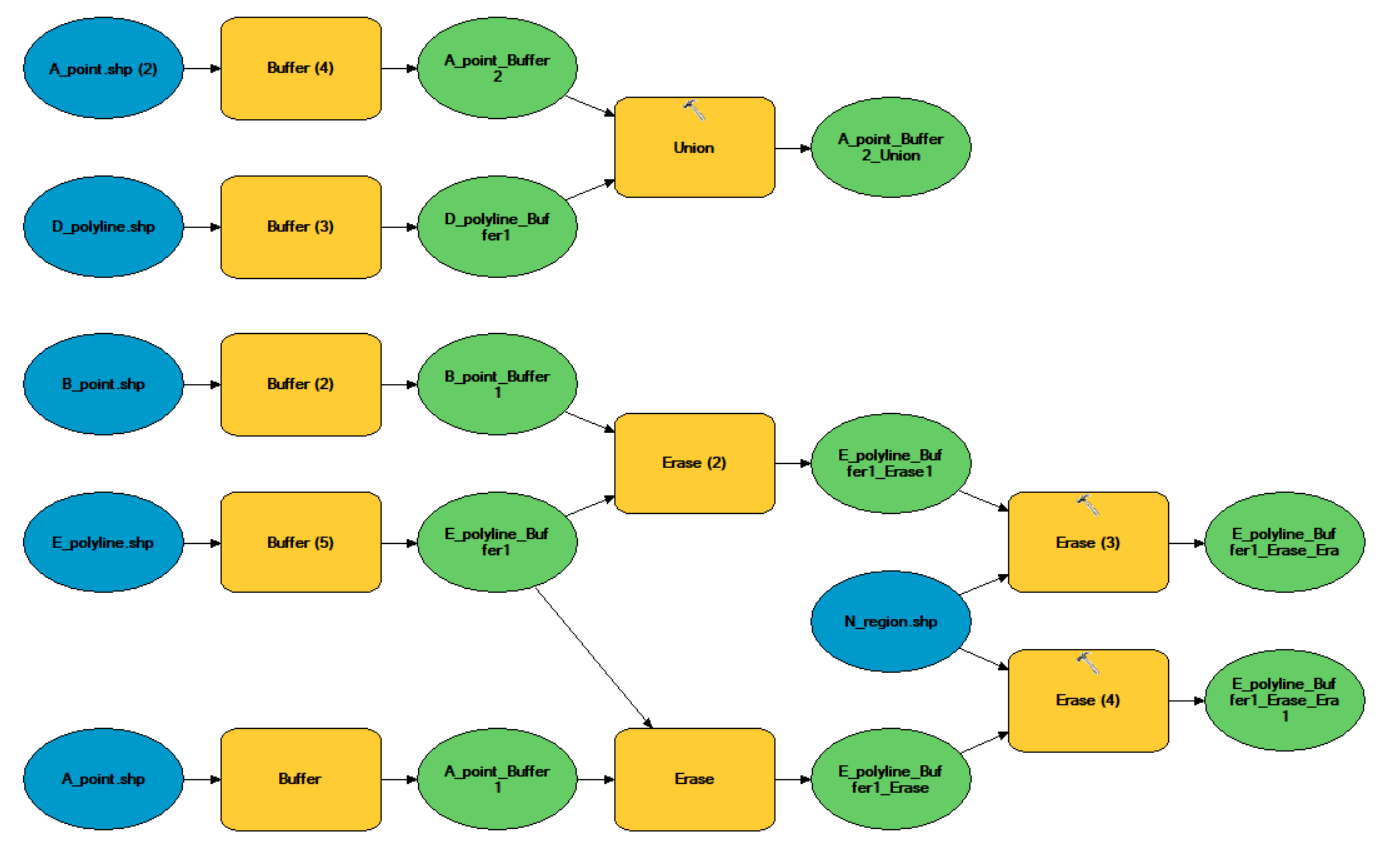 A_point.shp (2)
Buffer (4)
A_point_Buffer
2
Union
A_point_Buffer
2_Union
D_polyline.shp
Buffer (3)
D_polyline_Buf
fer1
B_point.shp
Buffer (2)
B_point_Buffer
1
Erase (2)
E_polyline_Buf
fer1_Erase1
E_polyline.shp
Buffer (5)
E_polyline_Buf
fer1
Erase (3)
E_polyline_Buf
fer1_Erase_Era
N_region.shp
Erase (4)
E_polyline_Buf
fer1_Erase_Era
1
A_point.shp
Buffer
A_point_Buffer
1
Erase
E_polyline_Buf
fer1_Erase